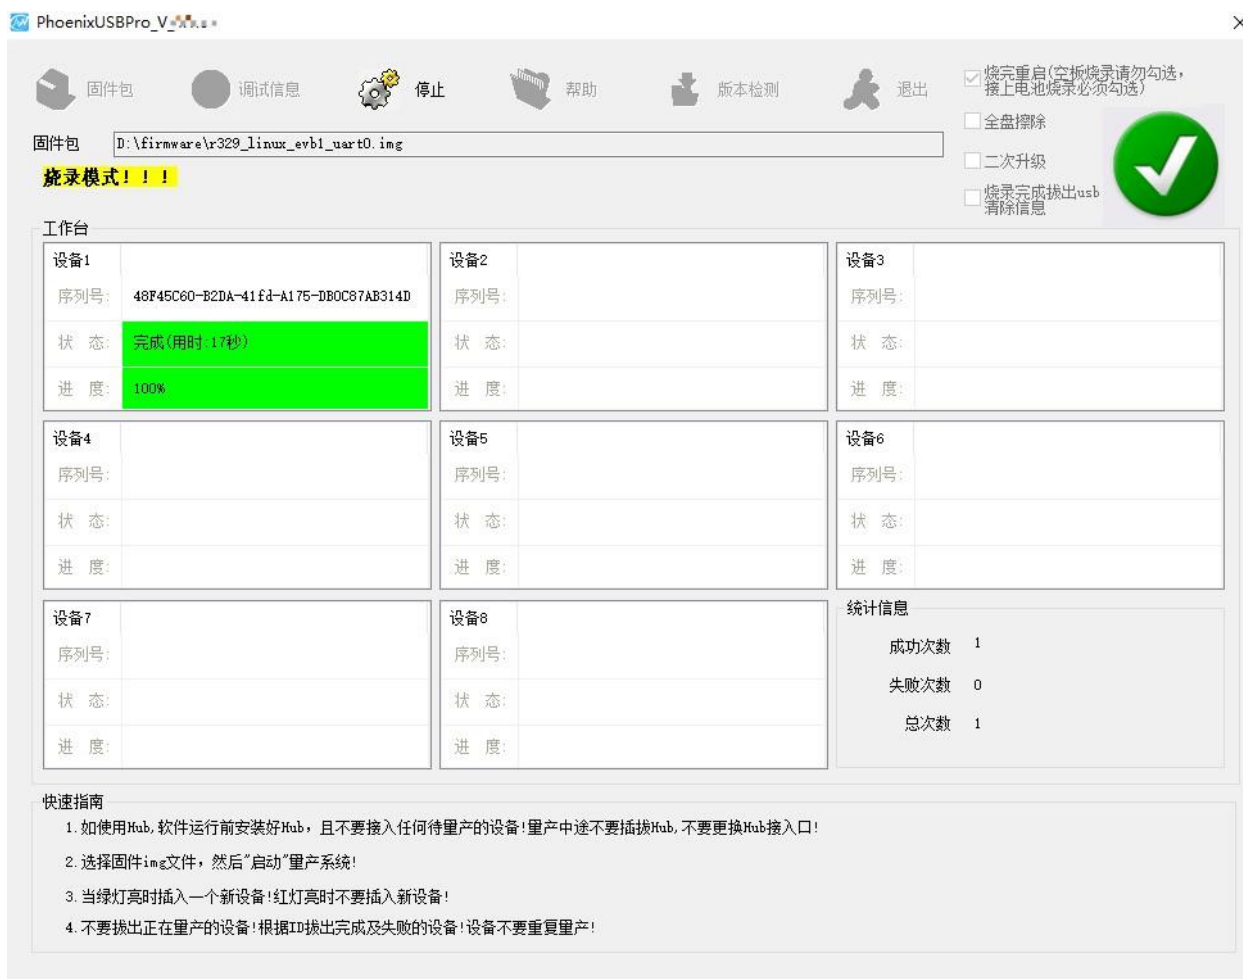 PhoenixUSBPro_V
固件包 调试信息 停止 帮助 版本检测 退出
烧完重启(空板烧录请勿勾选，
接上电池烧录必须勾选)
全盘擦除
二次升级
烧录完成拔出usb
清除信息
固件包 D:\firmware\r329_linux_evb1_uart0.img
烧录模式！！！
工作台
设备1
序列号: 48F45C60-B2DA-41fd-A175-DB0C87AB314D
状 态: 完成(用时:17秒)
进 度: 100%
设备2
序列号:
状 态:
进 度:
设备3
序列号:
状 态:
进 度:
设备4
序列号:
状 态:
进 度:
设备5
序列号:
状 态:
进 度:
设备6
序列号:
状 态:
进 度:
设备7
序列号:
状 态:
进 度:
设备8
序列号:
状 态:
进 度:
统计信息
成功次数 1
失败次数 0
总次数 1
快速指南
1.如使用Hub,软件运行前安装好Hub，且不要接入任何待量产的设备!量产中途不要插拔Hub,不要更换Hub接入口!
2.选择固件img文件，然后"启动"量产系统!
3.当绿灯亮时插入一个新设备!红灯亮时不要插入新设备!
4.不要拔出正在量产的设备!根据ID拔出完成及失败的设备!设备不要重复量产!